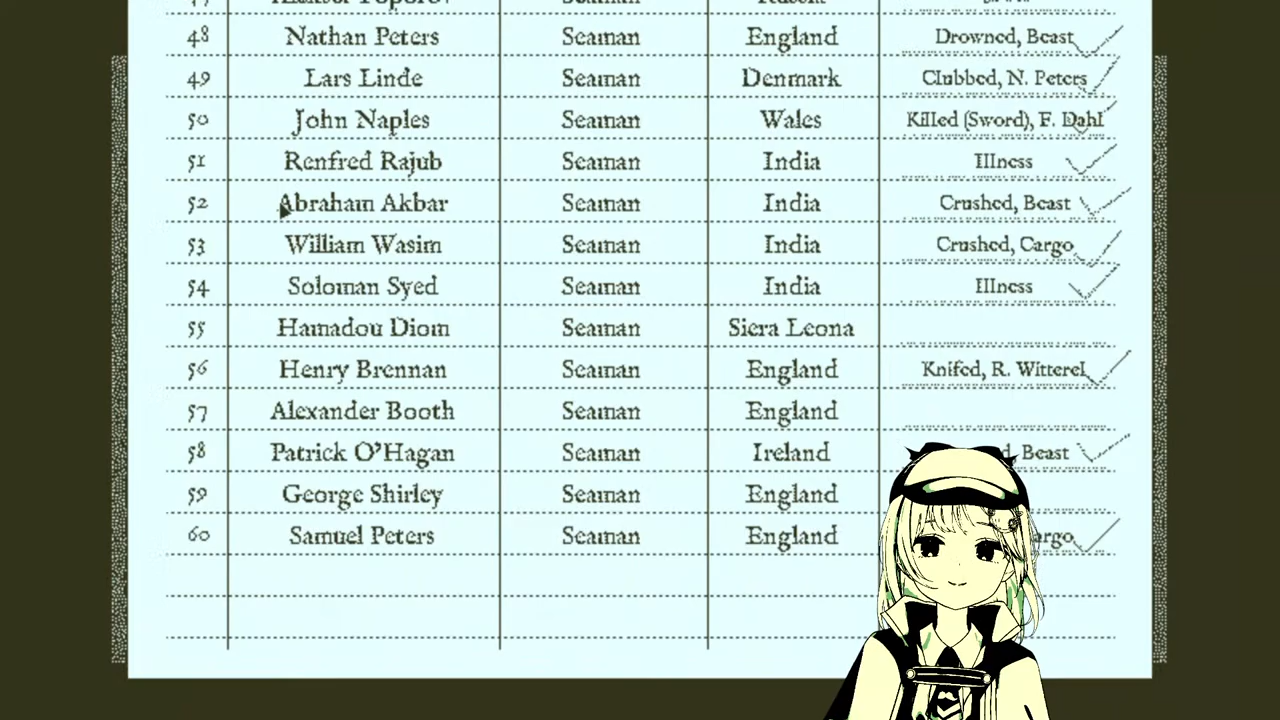 48 Nathan Peters Seaman England Drowned, Beast
49 Lars Linde Seaman Denmark Clubbed, N. Peters
50 John Naples Seaman Wales Killed (Sword), F. Dahl
51 Renfred Rajub Seaman India Illness
52 Abraham Akbar Seaman India Crushed, Beast
53 William Wasim Seaman India Crushed, Cargo
54 Soloman Syed Seaman India Illness
55 Hamadou Diom Seaman Siera Leona
56 Henry Brennan Seaman England Knifed, R. Witterel
57 Alexander Booth Seaman England
58 Patrick O'Hagan Seaman Ireland Beast
59 George Shirley Seaman England
60 Samuel Peters Seaman England